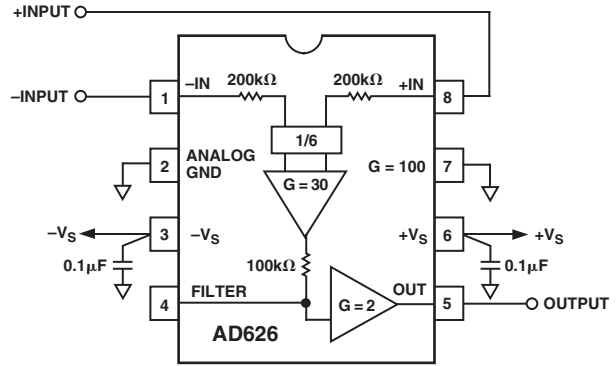 +INPUT
–INPUT
1
–IN
200kΩ
200kΩ
+IN
8
1/6
2
ANALOG
GND
G = 30
G = 100
7
–VS
3
–VS
+VS
6
+VS
0.1µF
100kΩ
0.1µF
4
FILTER
G = 2
OUT
5
OUTPUT
AD626